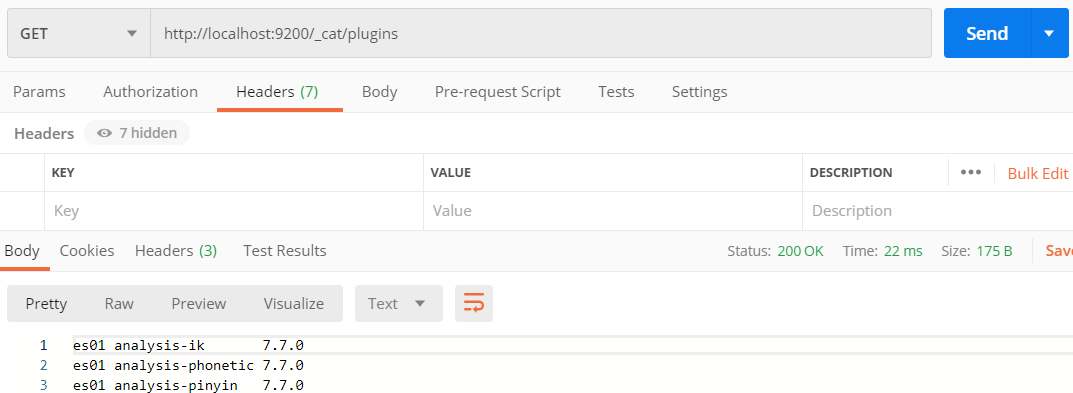 GET http://localhost:9200/_cat/plugins Send
Params Authorization Headers (7) Body Pre-request Script Tests Settings
Headers 7 hidden
KEY VALUE DESCRIPTION ••• Bulk Edit
Key Value Description
Body Cookies Headers (3) Test Results Status: 200 OK Time: 22 ms Size: 175 B Save
Pretty Raw Preview Visualize Text
1 es01 analysis-ik 7.7.0
2 es01 analysis-phonetic 7.7.0
3 es01 analysis-pinyin 7.7.0